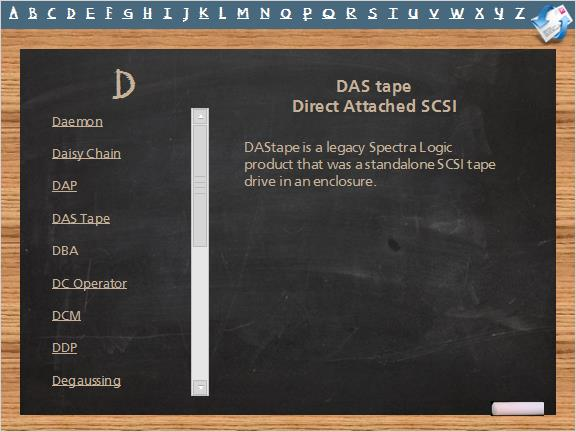 A B C D E F G H I J K L M N O P Q R S T U V W X Y Z
D
Daemon
Daisy Chain
DAP
DAS Tape
DBA
DC Operator
DCM
DDP
Degaussing
DAS tape
Direct Attached SCSI
DAStape is a legacy Spectra Logic
product that was a standalone SCSI tape
drive in an enclosure.